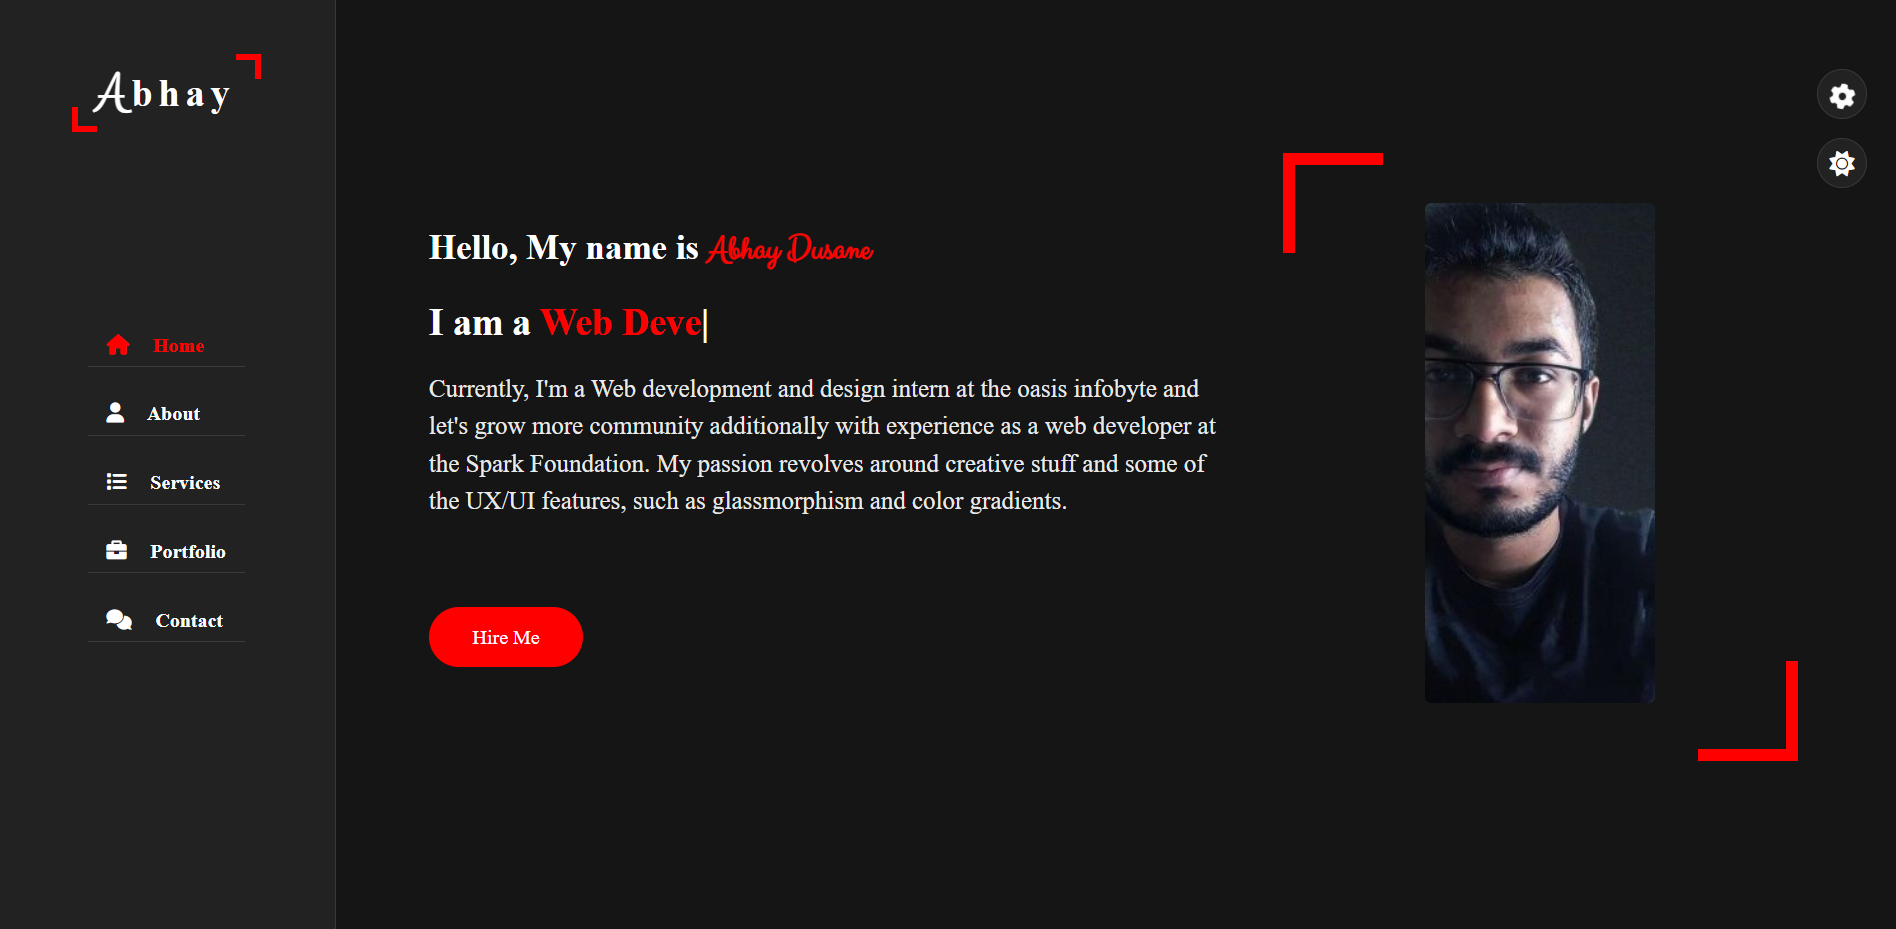 Abhay
Home
About
Services
Portfolio
Contact
Hello, My name is Abhay Dusane
I am a Web Deve|
Currently, I'm a Web development and design intern at the oasis infobyte and
let's grow more community additionally with experience as a web developer at
the Spark Foundation. My passion revolves around creative stuff and some of
the UX/UI features, such as glassmorphism and color gradients.
Hire Me